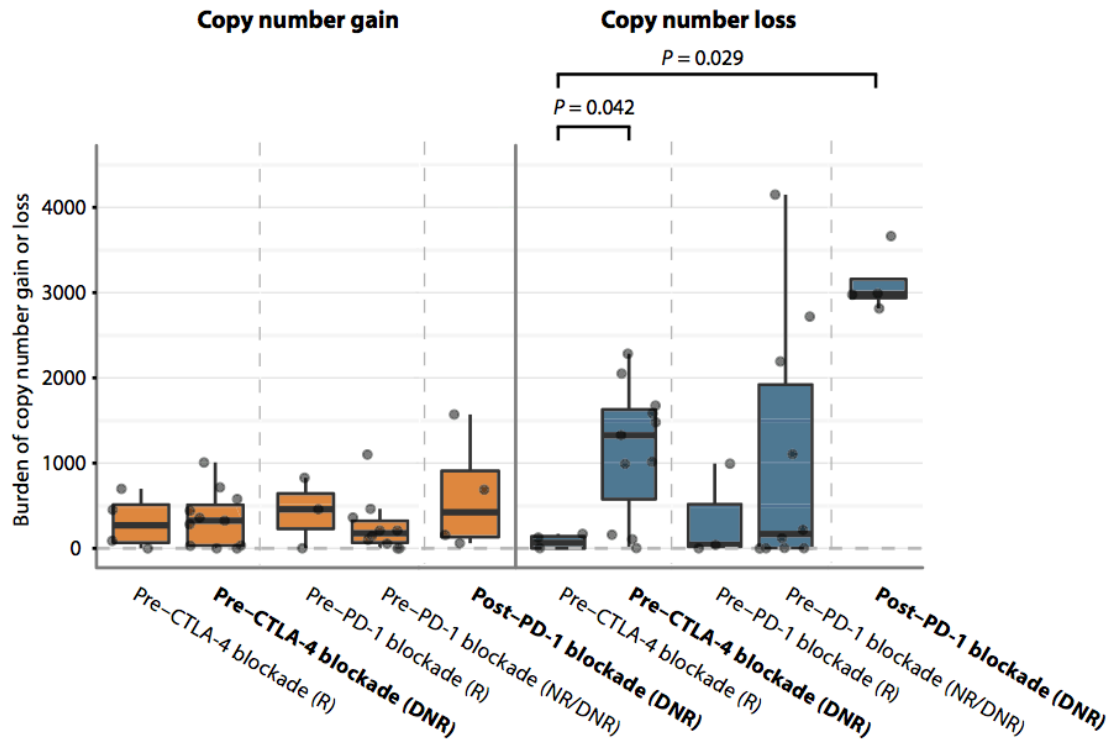 Copy number gain
Copy number loss
P = 0.029
P = 0.042
Burden of copy number gain or loss
4000
3000
2000
1000
0
Pre–CTLA-4 blockade (R)
Pre–CTLA-4 blockade (DNR)
Pre–PD-1 blockade (R)
Pre–PD-1 blockade (NR/DNR)
Post–PD-1 blockade (DNR)
Pre–CTLA-4 blockade (R)
Pre–CTLA-4 blockade (DNR)
Pre–PD-1 blockade (R)
Pre–PD-1 blockade (NR/DNR)
Post–PD-1 blockade (DNR)